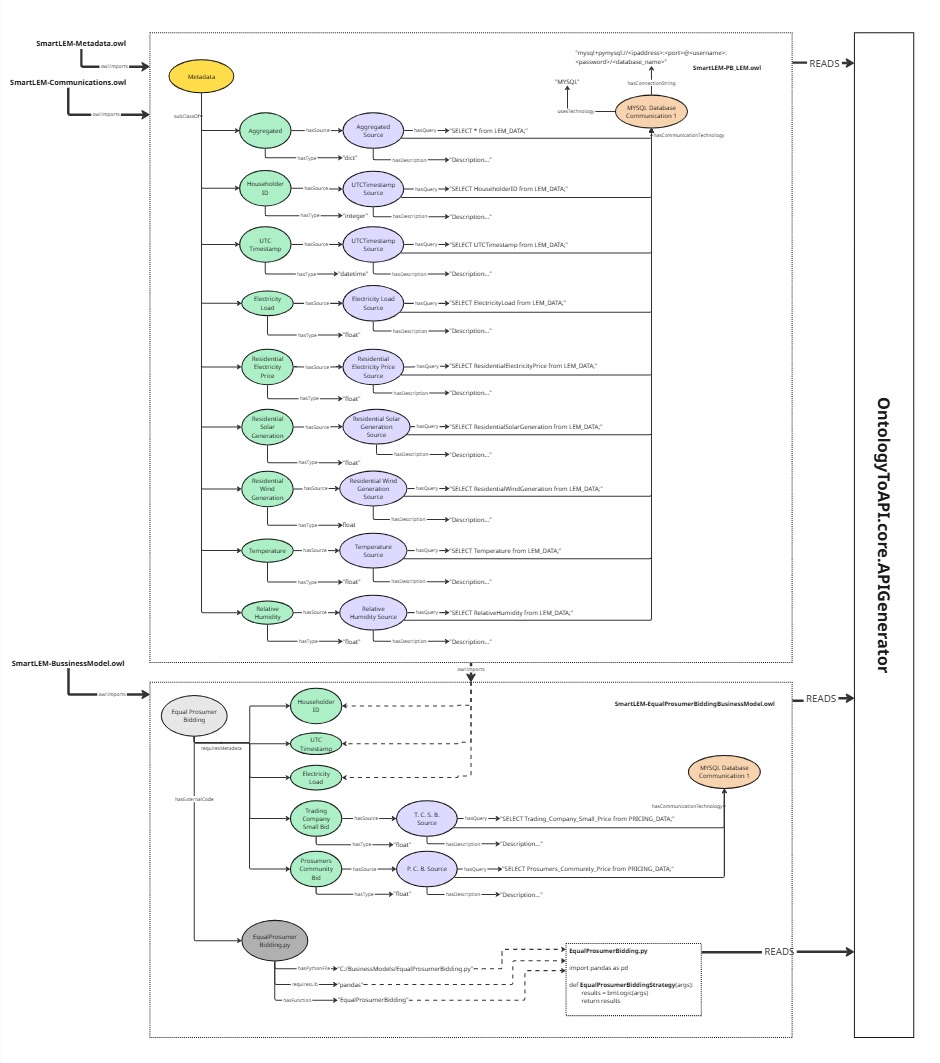 SmartLEM-Metadata.owl
owl:imports
SmartLEM-Communications.owl
owl:imports
"mysql+pymysql://<ipaddress>:<port>@<username>:
<password>/<database_name>"
SmartLEM-PB_LEM.owl
READS
Metadata
hasConnectionString
"MYSQL"
usesTechnology
MYSQL Database
Communication 1
hasCommunicationTechnology
subClassOf
Aggregated
hasSource
Aggregated
Source
hasQuery
"SELECT * from LEM_DATA;"
hasType
"dict"
hasDescription
"Description..."
Householder
ID
hasSource
UTCTimestamp
Source
hasQuery
"SELECT HouseholderID from LEM_DATA;"
hasType
"integer"
hasDescription
"Description..."
UTC
Timestamp
hasSource
UTCTimestamp
Source
hasQuery
"SELECT UTCTimestamp from LEM_DATA;"
hasType
"datetime"
hasDescription
"Description..."
Electricity
Load
hasSource
Electricity Load
Source
hasQuery
"SELECT ElectricityLoad from LEM_DATA;"
hasType
"float"
hasDescription
"Description..."
Residential
Electricity
Price
hasSource
Residential
Electricity Price
Source
hasQuery
"SELECT ResidentialElectricityPrice from LEM_DATA;"
hasType
"float"
hasDescription
"Description..."
Residential
Solar
Generation
hasSource
Residential Solar
Generation
Source
hasQuery
"SELECT ResidentialSolarGeneration from LEM_DATA;"
hasType
"float"
hasDescription
"Description..."
Residential
Wind
Generation
hasSource
Residential Wind
Generation
Source
hasQuery
"SELECT ResidentialWindGeneration from LEM_DATA;"
hasType
float
hasDescription
"Description..."
Temperature
hasSource
Temperature
Source
hasQuery
"SELECT Temperature from LEM_DATA;"
hasType
"float"
hasDescription
"Description..."
Relative
Humidity
hasSource
Relative
Humidity Source
hasQuery
"SELECT RelativeHumidity from LEM_DATA;"
hasType
"float"
hasDescription
"Description..."
OntologyToAPI.core.APIGenerator
SmartLEM-BussinessModel.owl
owl:imports
owl:imports
SmartLEM-EqualProsumerBiddingBusinessModel.owl
READS
Equal Prosumer
Bidding
requiresMetadata
hasExternalCode
Householder
ID
UTC
Timestamp
Electricity
Load
MYSQL Database
Communication 1
hasCommunicationTechnology
Trading
Company
Small Bid
hasSource
T. C. S. B.
Source
hasQuery
"SELECT Trading_Company_Small_Price from PRICING_DATA;"
hasType
"float"
hasDescription
"Description..."
Prosumers
Community
Bid
hasSource
P. C. B. Source
hasQuery
"SELECT Prosumers_Community_Price from PRICING_DATA;"
hasType
"float"
hasDescription
"Description..."
EqualProsumer
Bidding.py
hasPythonFile
"C:/BusinessModels/EqualProsumerBidding.py"
requiresLib
"pandas"
hasFunction
"EqualProsumerBidding"
EqualProsumerBidding.py
import pandas as pd
def EqualProsumerBiddingStrategy(args):
results = bmLogic(args)
return results
READS